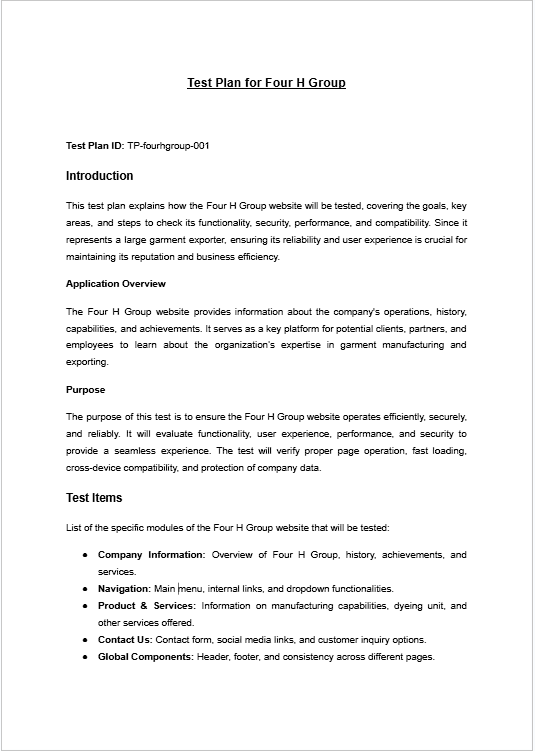 Test Plan for Four H Group
Test Plan ID: TP-fourhgroup-001
Introduction
This test plan explains how the Four H Group website will be tested, covering the goals, key
areas, and steps to check its functionality, security, performance, and compatibility. Since it
represents a large garment exporter, ensuring its reliability and user experience is crucial for
maintaining its reputation and business efficiency.
Application Overview
The Four H Group website provides information about the company's operations, history,
capabilities, and achievements. It serves as a key platform for potential clients, partners, and
employees to learn about the organization's expertise in garment manufacturing and
exporting.
Purpose
The purpose of this test is to ensure the Four H Group website operates efficiently, securely,
and reliably. It will evaluate functionality, user experience, performance, and security to
provide a seamless experience. The test will verify proper page operation, fast loading,
cross-device compatibility, and protection of company data.
Test Items
List of the specific modules of the Four H Group website that will be tested:
● Company Information: Overview of Four H Group, history, achievements, and
services.
● Navigation: Main menu, internal links, and dropdown functionalities.
● Product & Services: Information on manufacturing capabilities, dyeing unit, and
other services offered.
● Contact Us: Contact form, social media links, and customer inquiry options.
● Global Components: Header, footer, and consistency across different pages.